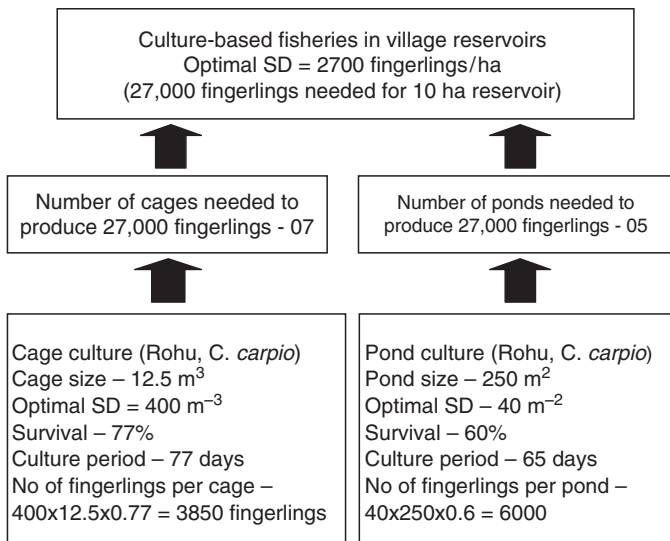 Culture-based fisheries in village reservoirs
Optimal SD = 2700 fingerlings/ha
(27,000 fingerlings needed for 10 ha reservoir)
Number of cages needed to
produce 27,000 fingerlings - 07
Number of ponds needed to
produce 27,000 fingerlings - 05
Cage culture (Rohu, C. carpio)
Cage size – 12.5 m³
Optimal SD = 400 m⁻³
Survival – 77%
Culture period – 77 days
No of fingerlings per cage –
400x12.5x0.77 = 3850 fingerlings
Pond culture (Rohu, C. carpio)
Pond size – 250 m²
Optimal SD – 40 m⁻²
Survival – 60%
Culture period – 65 days
No of fingerlings per pond –
40x250x0.6 = 6000